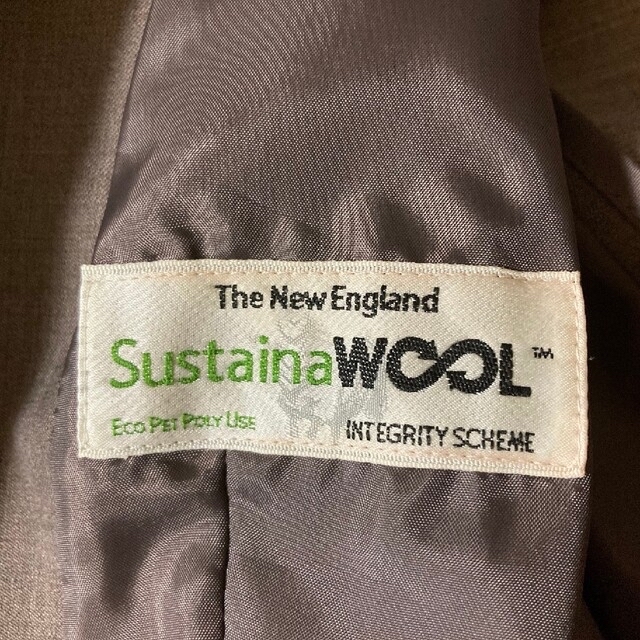 The New England
SustainaWOOL™
ECO PET POLY USE
INTEGRITY SCHEME